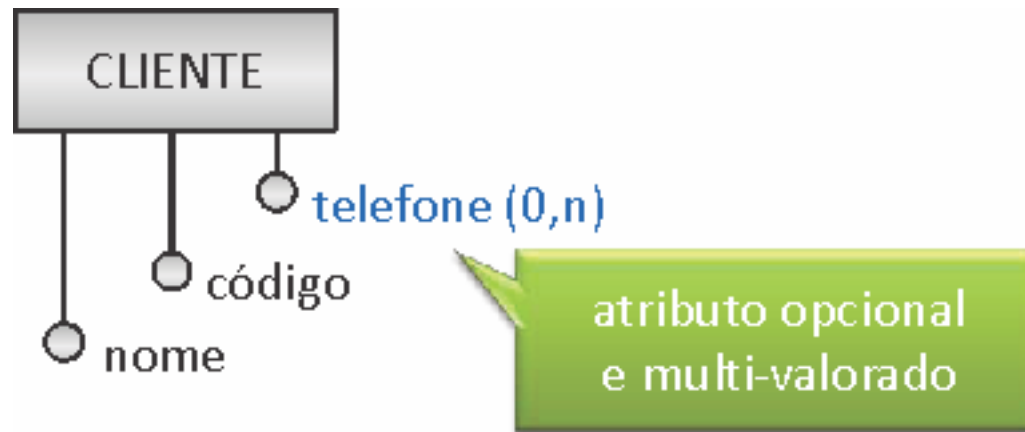 CLIENTE
telefone (0,n)
código
nome
atributo opcional
e multi-valorado